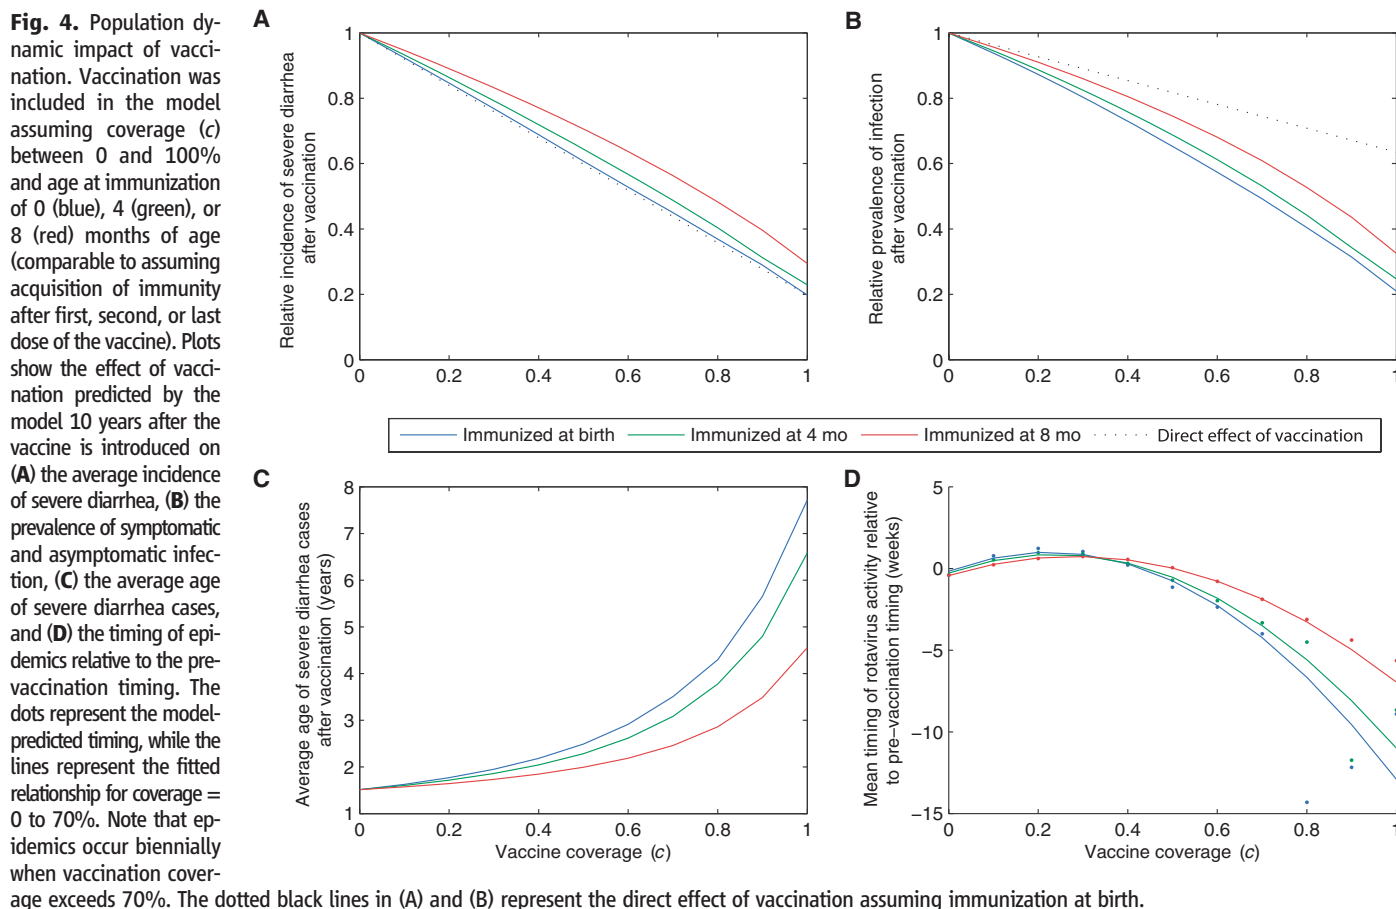 Fig. 4. Population dy-
namic impact of vacci-
nation. Vaccination was
included in the model
assuming coverage (c)
between 0 and 100%
and age at immunization
of 0 (blue), 4 (green), or
8 (red) months of age
(comparable to assuming
acquisition of immunity
after first, second, or last
dose of the vaccine). Plots
show the effect of vacci-
nation predicted by the
model 10 years after the
vaccine is introduced on
(A) the average incidence
of severe diarrhea, (B) the
prevalence of symptomatic
and asymptomatic infec-
tion, (C) the average age
of severe diarrhea cases,
and (D) the timing of epi-
demics relative to the pre-
vaccination timing. The
dots represent the model-
predicted timing, while the
lines represent the fitted
relationship for coverage =
0 to 70%. Note that ep-
idemics occur biennially
when vaccination cover-
age exceeds 70%. The dotted black lines in (A) and (B) represent the direct effect of vaccination assuming immunization at birth.
A
Relative incidence of severe diarrhea
after vaccination
1
0.8
0.6
0.4
0.2
0
0 0.2 0.4 0.6 0.8 1
B
Relative prevalence of infection
after vaccination
1
0.8
0.6
0.4
0.2
0
0 0.2 0.4 0.6 0.8 1
Immunized at birth Immunized at 4 mo Immunized at 8 mo Direct effect of vaccination
C
Average age of severe diarrhea cases
after vaccination (years)
8
7
6
5
4
3
2
1
0 0.2 0.4 0.6 0.8 1
Vaccine coverage (c)
D
Mean timing of rotavirus activity relative
to pre−vaccination timing (weeks)
5
0
−5
−10
−15
0 0.2 0.4 0.6 0.8 1
Vaccine coverage (c)